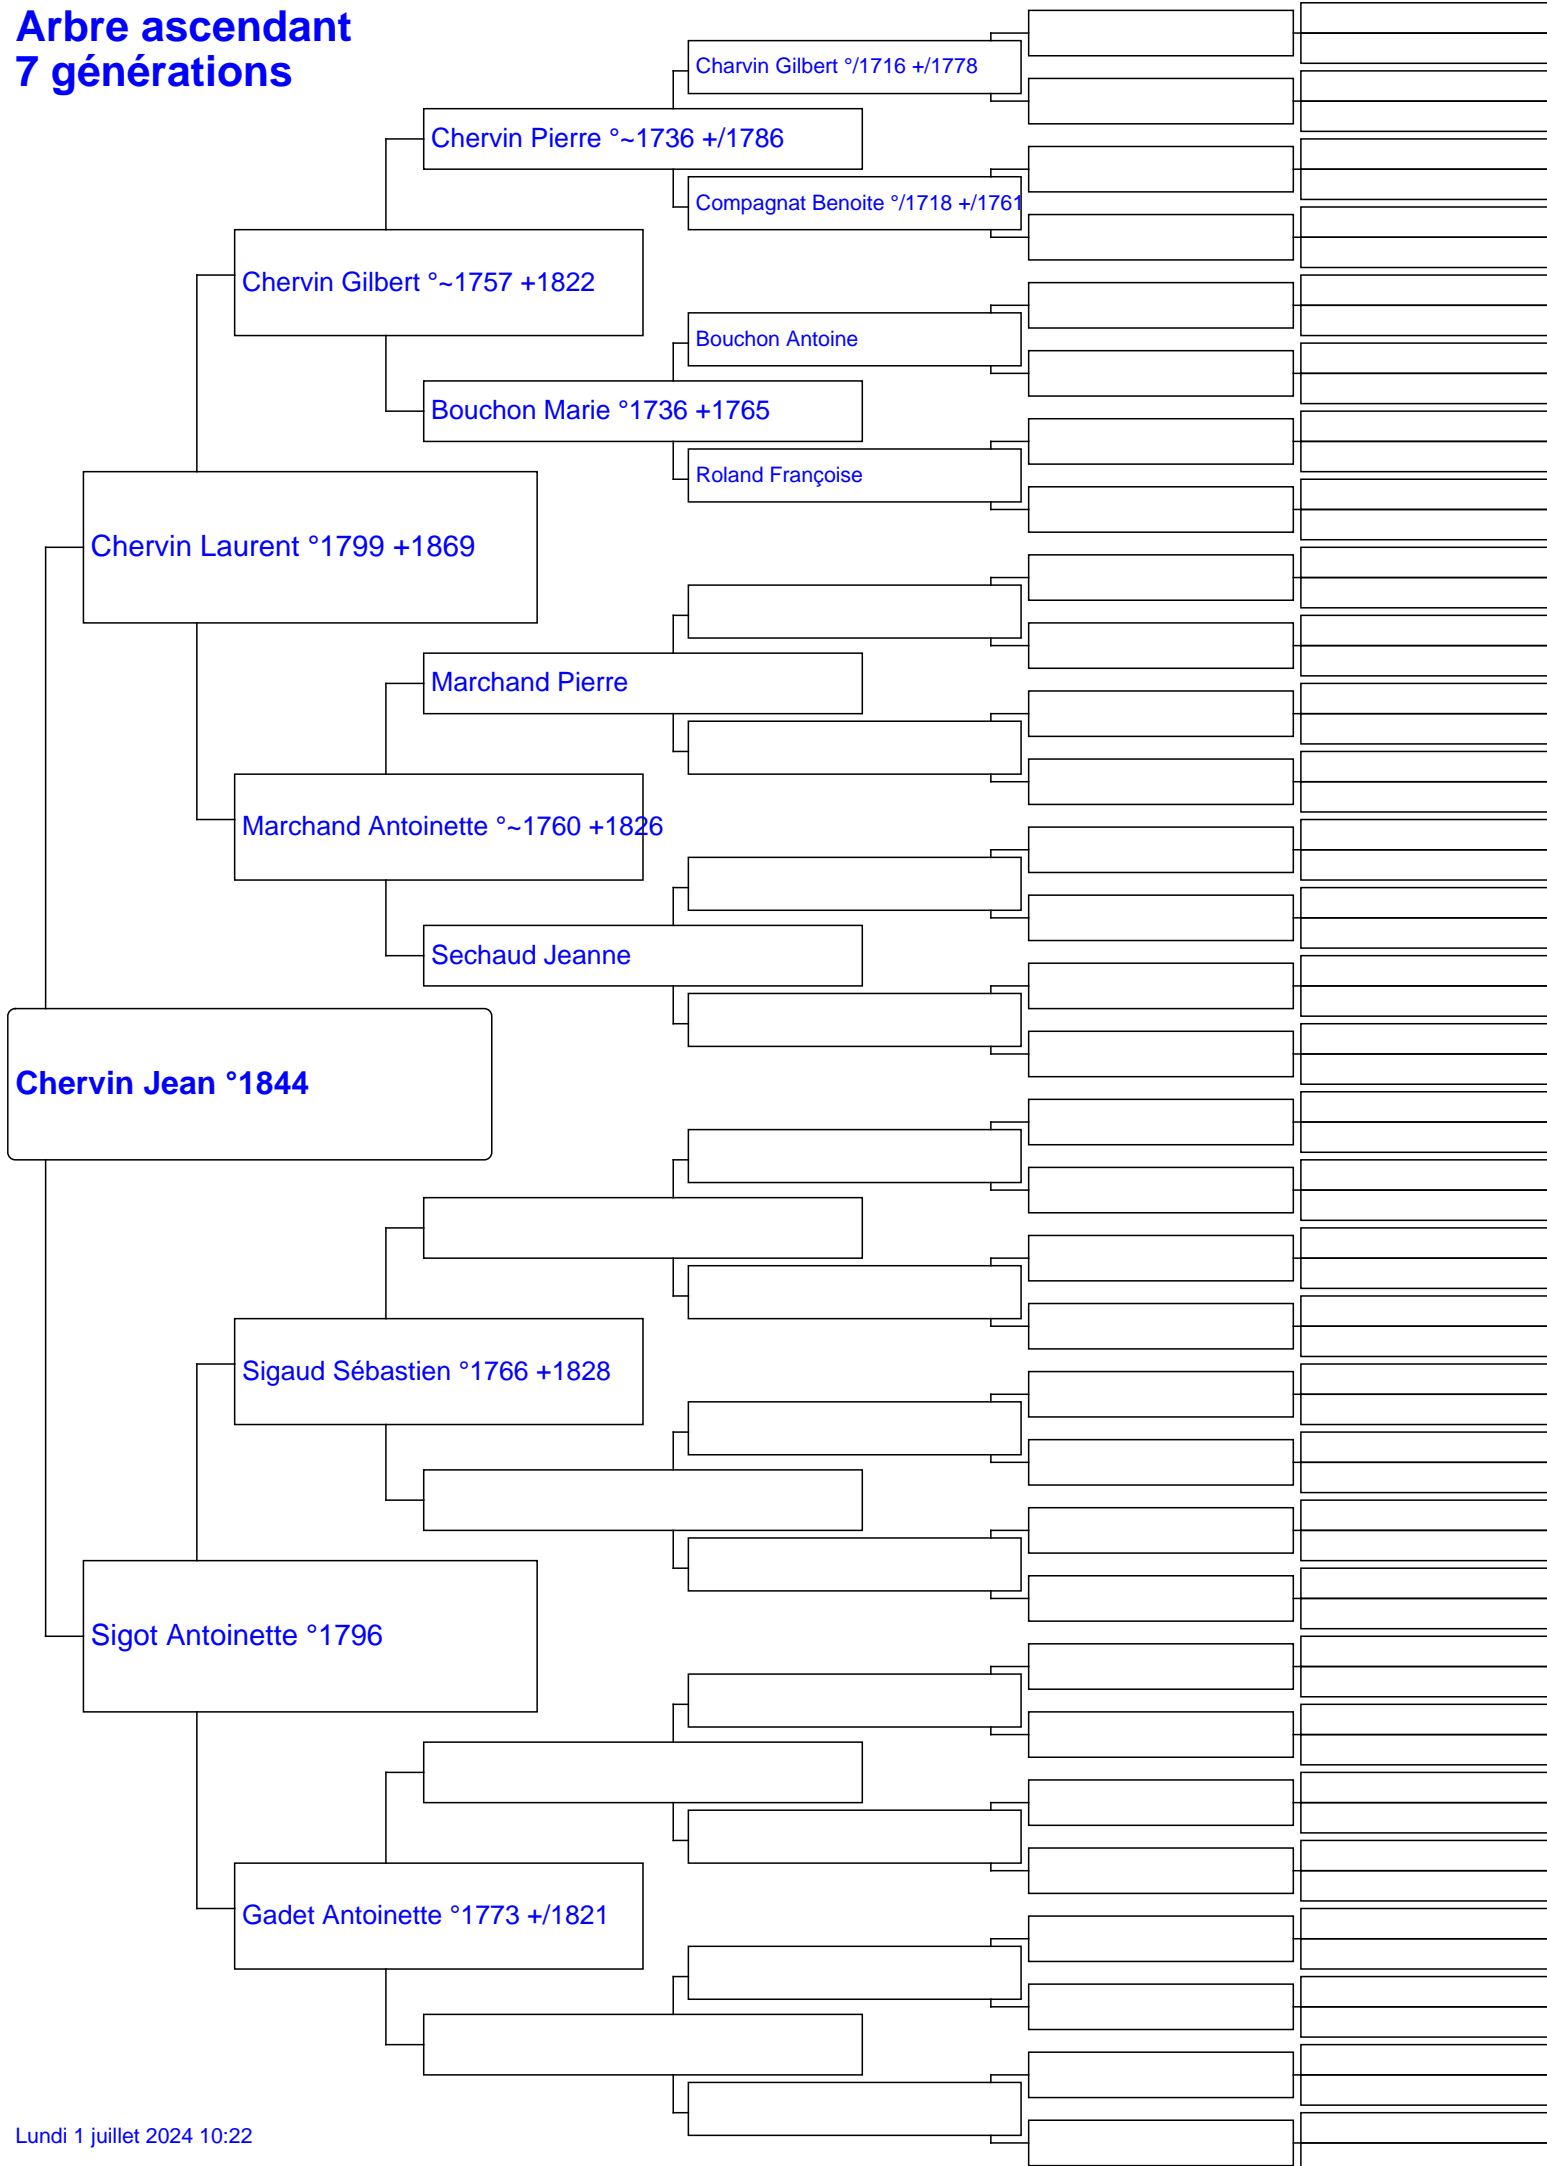 Arbre ascendant
7 générations
Charvin Gilbert °/1716 +/1778
Chervin Pierre °~1736 +/1786
Compagnat Benoite °/1718 +/1761
Chervin Gilbert °~1757 +1822
Bouchon Antoine
Bouchon Marie °1736 +1765
Roland Françoise
Chervin Laurent °1799 +1869
Marchand Pierre
Marchand Antoinette °~1760 +1826
Sechaud Jeanne
Chervin Jean °1844
Sigaud Sébastien °1766 +1828
Sigot Antoinette °1796
Gadet Antoinette °1773 +/1821
Lundi 1 juillet 2024 10:22